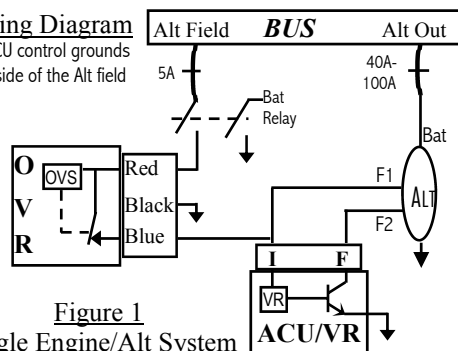 ing Diagram
CU control grounds
side of the Alt field
Alt Field BUS Alt Out
5A
40A-
100A
Bat
Relay
Bat
O
V
R
OVS
Red
Black
Blue
F1
F2
ALT
I F
VR
ACU/VR
Figure 1
gle Engine/Alt System